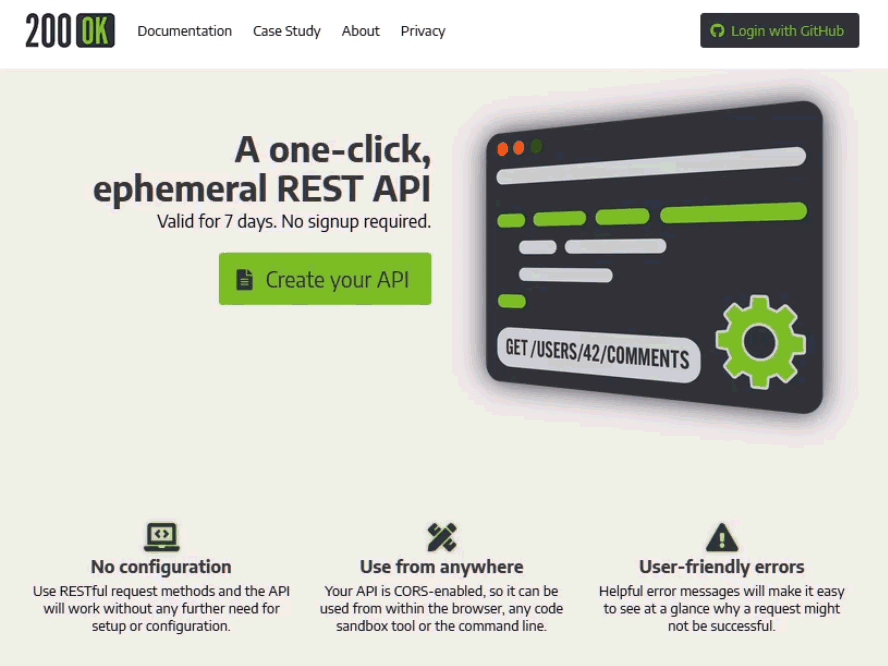 200 OK
Documentation
Case Study
About
Privacy
Login with GitHub
A one-click,
ephemeral REST API
Valid for 7 days. No signup required.
Create your API
GET /USERS/42/COMMENTS
No configuration
Use RESTful request methods and the API
will work without any further need for
setup or configuration.
Use from anywhere
Your API is CORS-enabled, so it can be
used from within the browser, any code
sandbox tool or the command line.
User-friendly errors
Helpful error messages will make it easy
to see at a glance why a request might
not be successful.